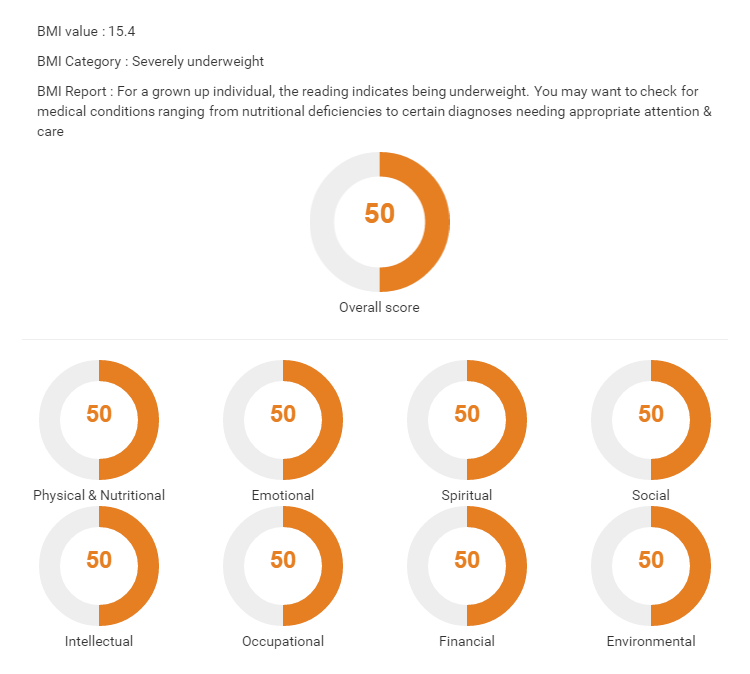 BMI value : 15.4
BMI Category : Severely underweight
BMI Report : For a grown up individual, the reading indicates being underweight. You may want to check for
medical conditions ranging from nutritional deficiencies to certain diagnoses needing appropriate attention &
care
50
Overall score
50 50 50 50
Physical & Nutritional Emotional Spiritual Social
50 50 50 50
Intellectual Occupational Financial Environmental